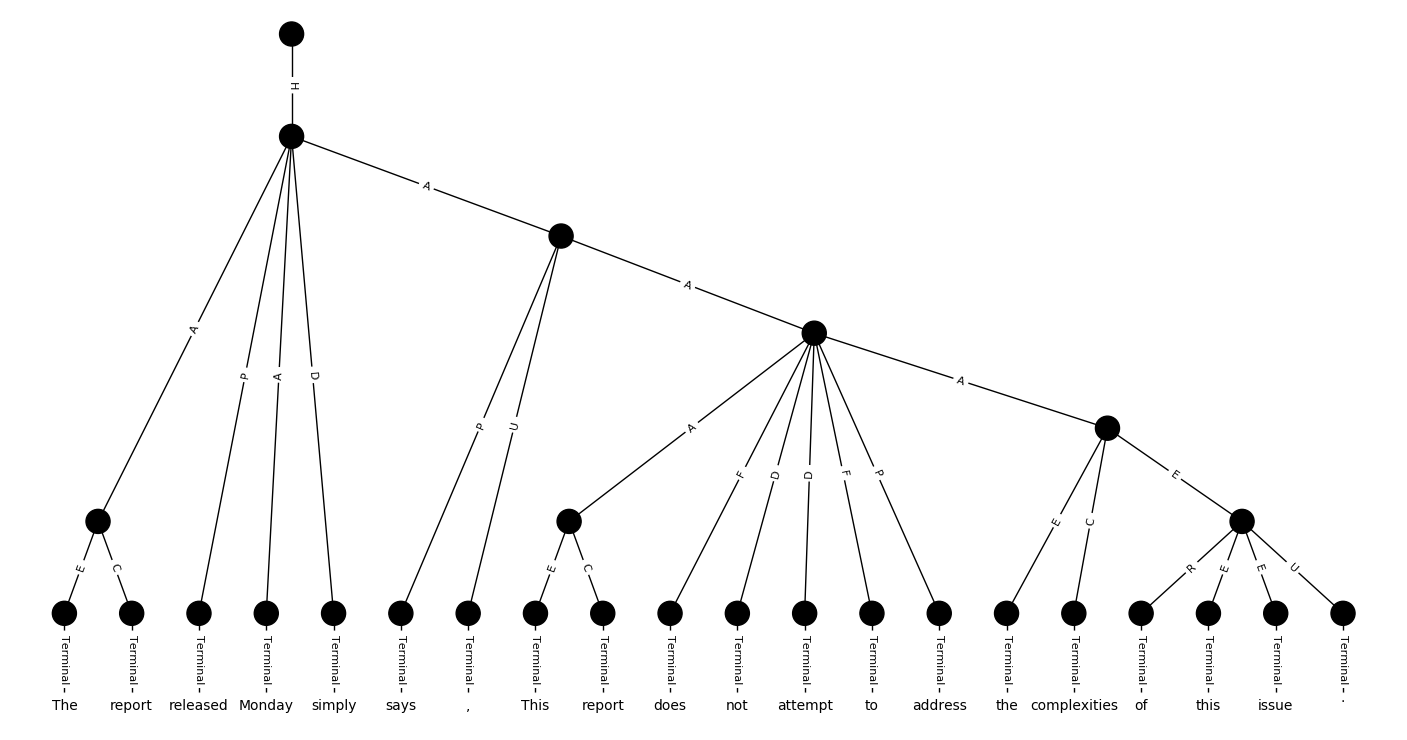 H
A
A
A
P
A
D
A
A
F
D
D
F
P
P
U
E
E
C
E
C
E
C
R
E
E
U
Terminal Terminal Terminal Terminal Terminal Terminal Terminal Terminal Terminal Terminal Terminal Terminal Terminal Terminal Terminal Terminal Terminal Terminal Terminal Terminal
The report released Monday simply says , This report does not attempt to address the complexities of this issue .